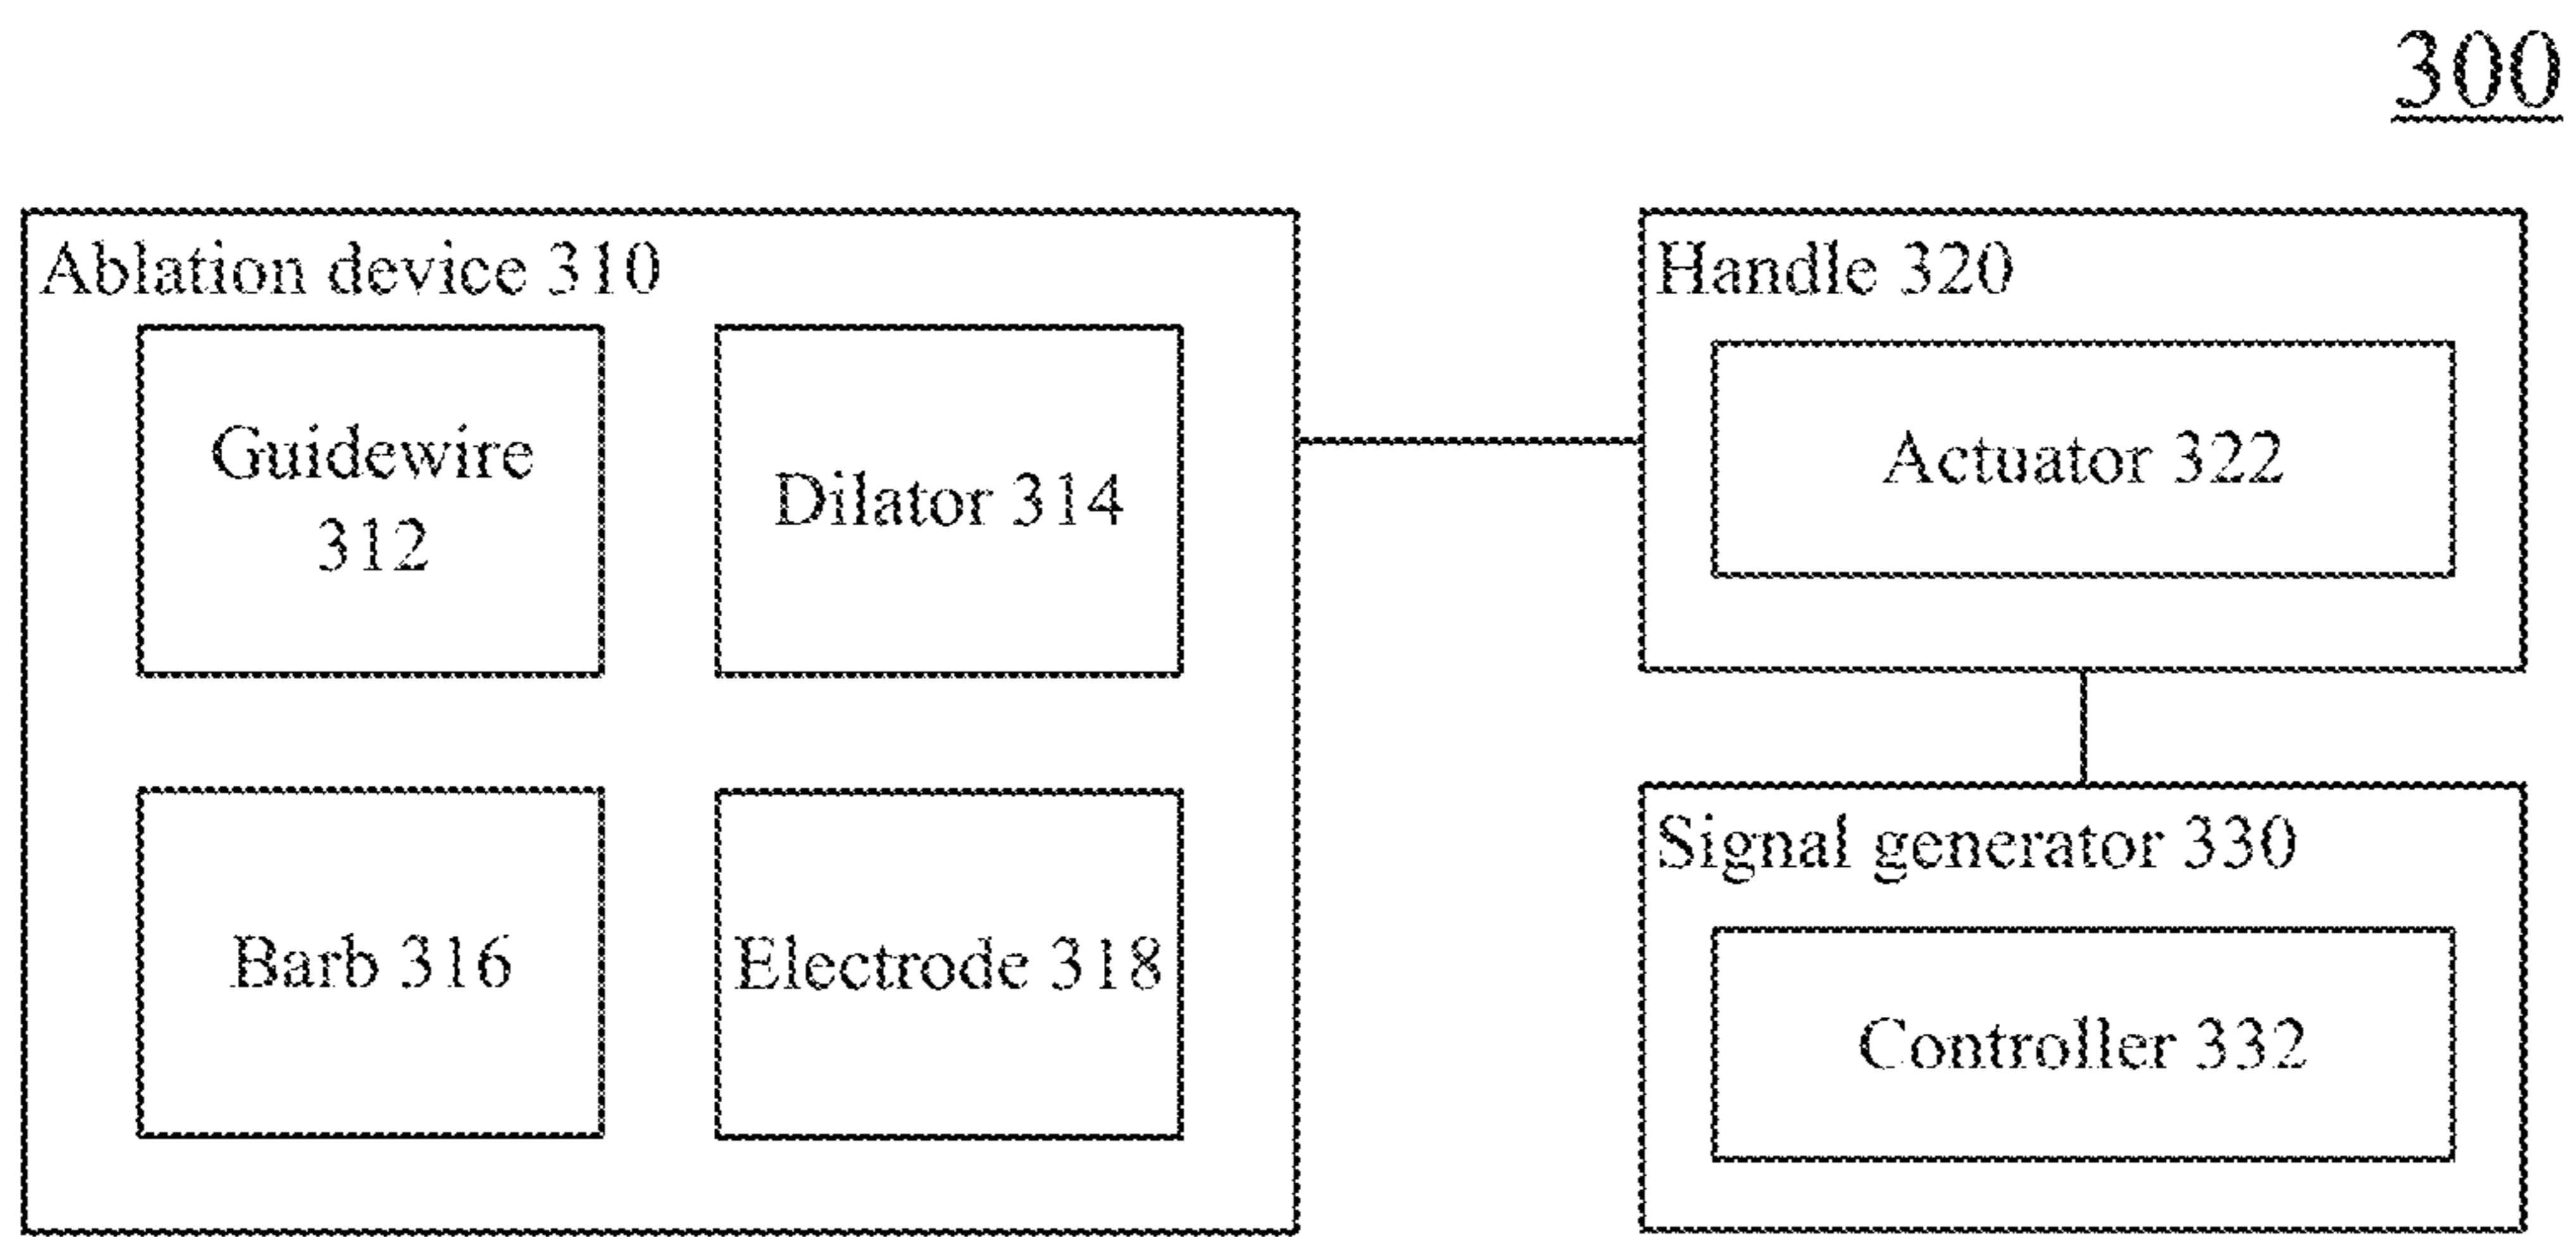 300
Ablation device 310
Guidewire
312
Dilator 314
Barb 316
Electrode 318
Handle 320
Actuator 322
Signal generator 330
Controller 332